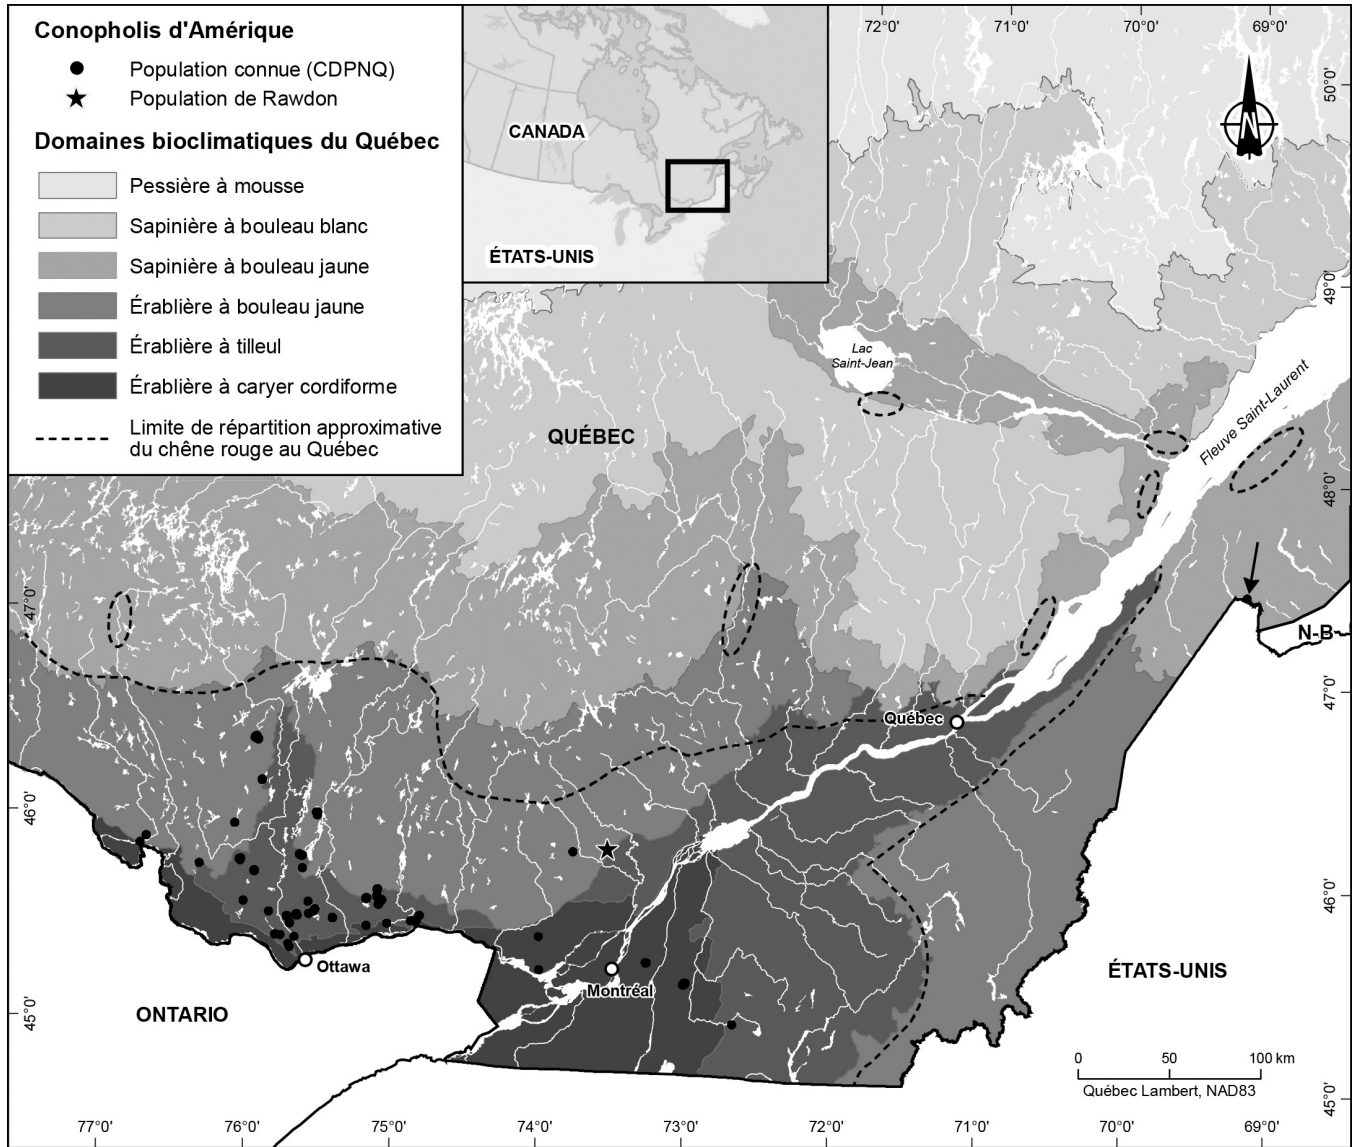 Conopholis d'Amérique
Population connue (CDPNQ)
Population de Rawdon
Domaines bioclimatiques du Québec
Pessière à mousse
Sapinière à bouleau blanc
Sapinière à bouleau jaune
Érablière à bouleau jaune
Érablière à tilleul
Érablière à caryer cordiforme
Limite de répartition approximative
du chêne rouge au Québec
CANADA
ÉTATS-UNIS
72°0'
71°0'
70°0'
69°0'
50°0'
N
49°0'
Lac
Saint-Jean
Fleuve Saint-Laurent
QUÉBEC
48°0'
47°0'
N-B
47°0'
Québec
46°0'
46°0'
Ottawa
Montréal
ÉTATS-UNIS
ONTARIO
45°0'
0 50 100 km
Québec Lambert, NAD83
45°0'
77°0'
76°0'
75°0'
74°0'
73°0'
72°0'
71°0'
70°0'
69°0'